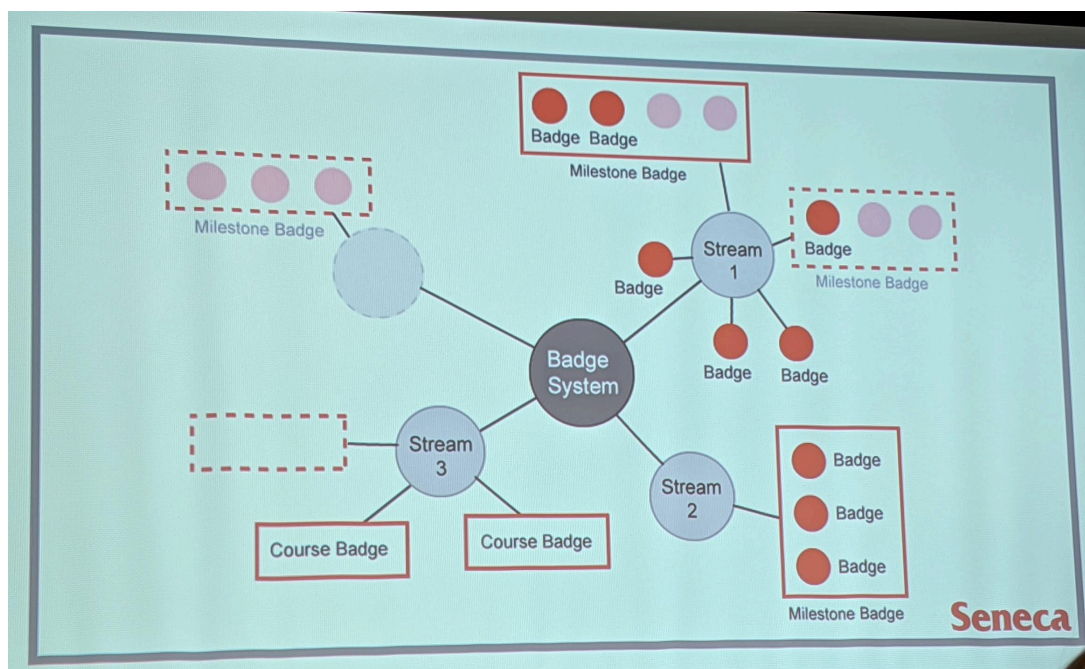 Badge Badge
Milestone Badge
Milestone Badge
Stream
1
Badge
Milestone Badge
Badge
Badge
Badge
Badge
System
Stream
3
Course Badge
Course Badge
Stream
2
Badge
Badge
Badge
Milestone Badge
Seneca